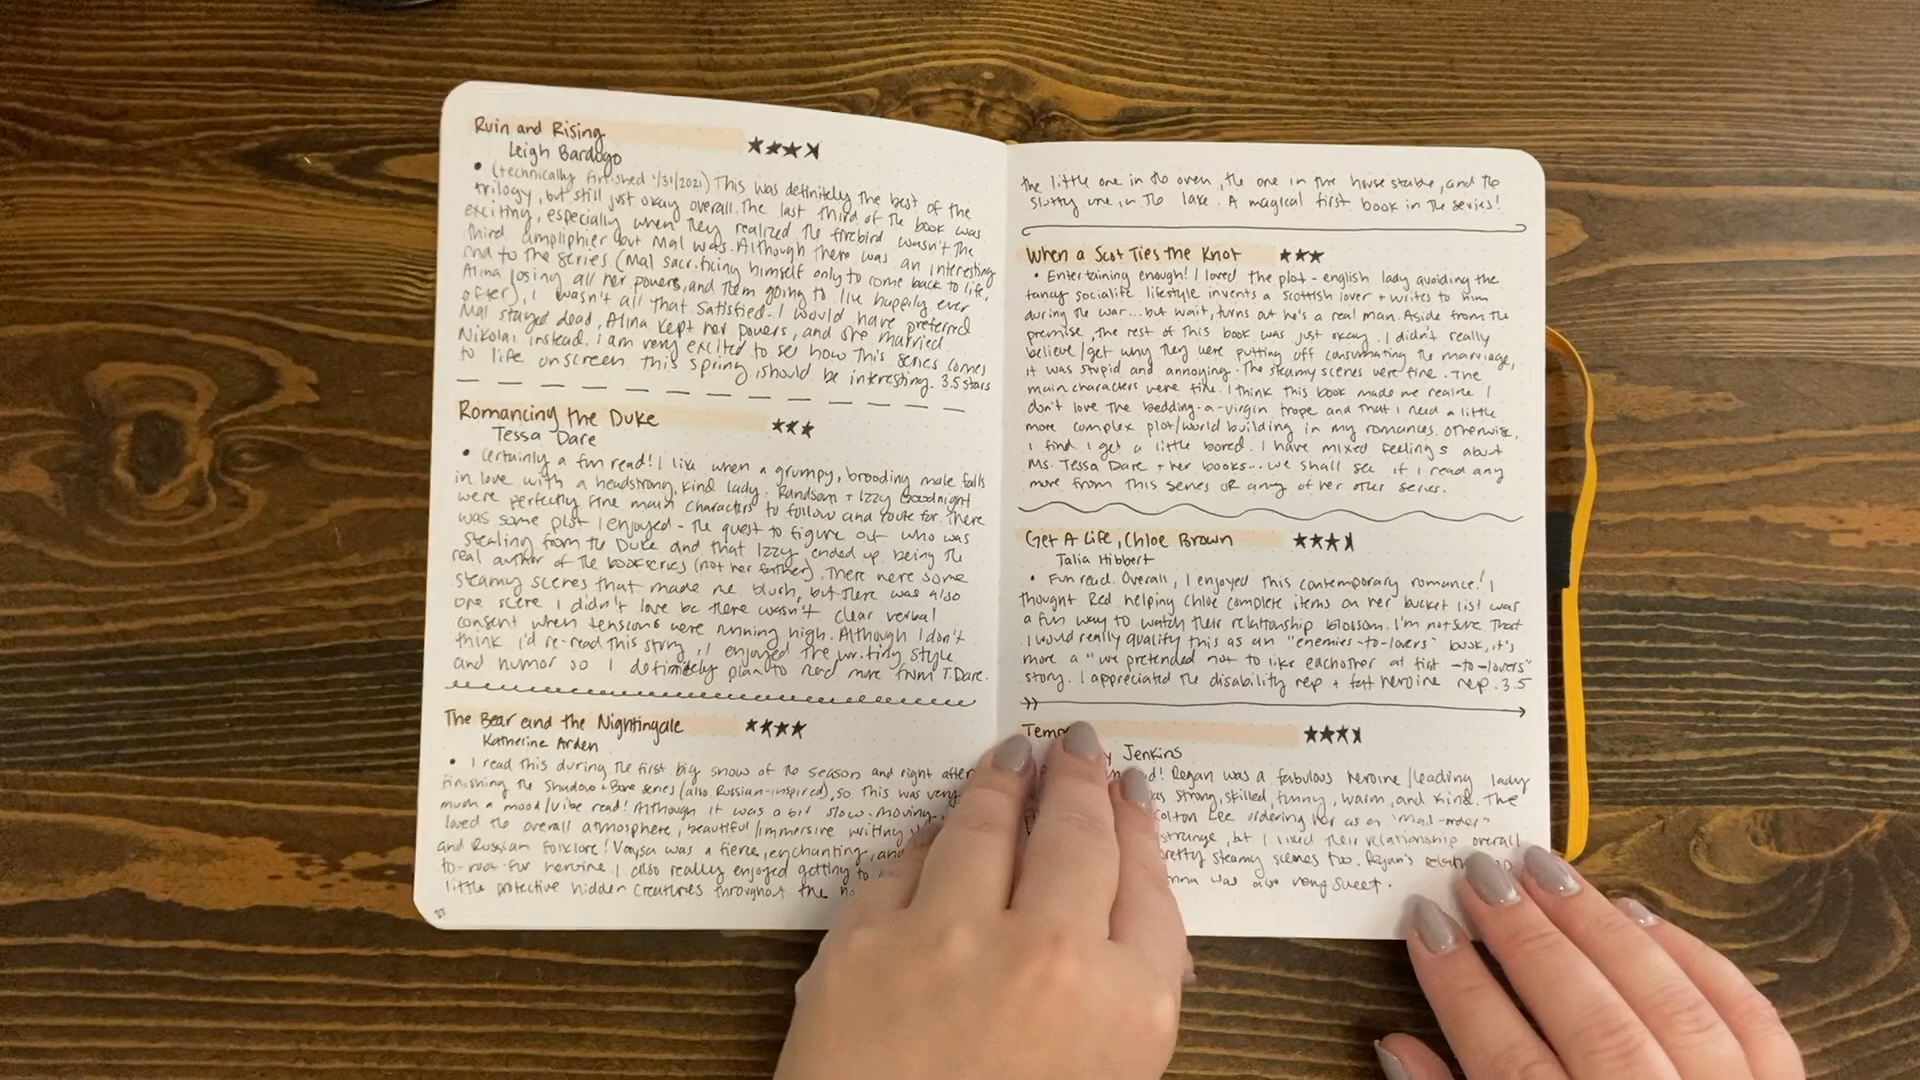 Ruin and Rising
Leigh Bardugo
• (technically finished 1/31/2021) This was definitely the best of the
trilogy, but still just okay overall. The last third of the book was
exciting, especially when they realized the firebird wasn't the
third ampliphier but Mal was. Although there was an interesting
end to the series (Mal sacrificing himself only to come back to life,
Alina losing all her powers, and them going to live happily ever
after), I wasn't all that satisfied. I would have preferred
Mal stayed dead, Alina kept her powers, and she married
Nikolai instead. I am very excited to see how this series comes
to life onscreen this spring, should be interesting. 3.5 stars
Romancing the Duke
Tessa Dare
• Certainly a fun read! I like when a grumpy, brooding male falls
in love with a headstrong, kind lady. Randsom + Izzy Goodnight
were perfectly fine main characters to follow and route for. There
was some plot I enjoyed - the quest to figure out who was
stealing from the Duke and that Izzy ended up being the
real author of the bookseries (not her father). There were some
steamy scenes that made me blush, but there was also
one scene I didn't love bc there wasn't clear verbal
consent when tensions were running high. Although I don't
think I'd re-read this story, I enjoyed the writing style
and humor so I definitely plan to read more from T. Dare.
The Bear and the Nightingale
Katherine Arden
• I read this during the first big snow of the season and right after
finishing the Shadow + Bone series (also Russian-inspired), so this was very
much a mood/vibe read! Although it was a bit slow-moving,
loved the overall atmosphere, beautiful/immersive writing
and Russian folklore! Vasya was a fierce, enchanting, and
to-root-for heroine. I also really enjoyed getting to
little protective hidden creatures throughout the
27
the little one in the oven, the one in the horse stable, and the
slutty one in the lake. A magical first book in the series!
When a Scot Ties the Knot
• Entertaining enough! I loved the plot - english lady avoiding the
fancy socialife lifestyle invents a scottish lover + writes to him
during the war... but wait, turns out he's a real man. Aside from the
premise, the rest of this book was just okay. I didn't really
believe/get why they were putting off consumating the marriage,
it was stupid and annoying. The steamy scenes were fine. The
main characters were fine. I think this book made me realize I
don't love the bedding-a-virgin trope and that I need a little
more complex plot/world building in my romances. Otherwise,
I find I get a little bored. I have mixed feelings about
Ms. Tessa Dare + her books... we shall see if I read any
more from this series OR any of her other series.
Get A Life, Chloe Brown
Talia Hibbert
• Fun read. Overall, I enjoyed this contemporary romance! I
thought Red helping Chloe complete items on her bucket list was
a fun way to watch their relationship blossom. I'm not sure that
I would really qualify this as an "enemies-to-lovers" book, it's
more a "we pretended not to like eachother at first -to-lovers"
story. I appreciated the disability rep + fat heroine rep. 3.5
Jenkins
Regan was a fabulous heroine/leading lady
strong, skilled, funny, warm, and kind. The
Colton Lee ordering her as a "mail-order"
strange, but I liked their relationship overall
pretty steamy scenes too. Regan's
was also very sweet.